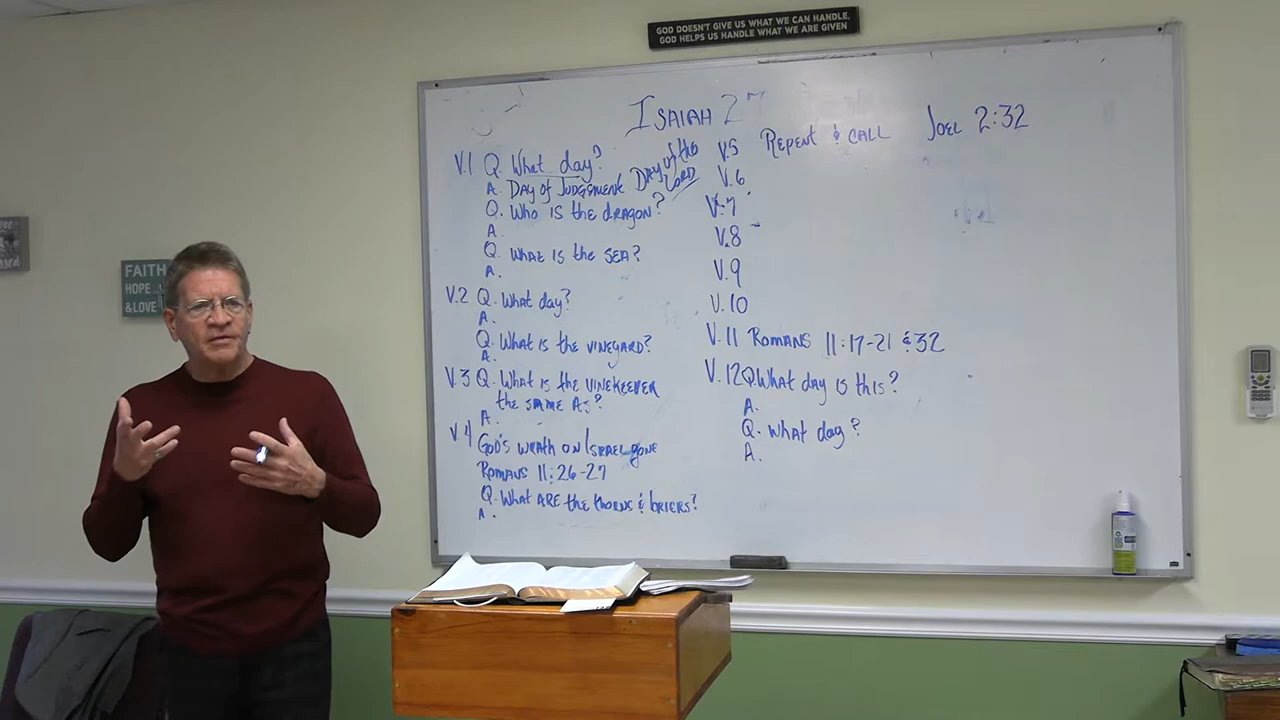 GOD DOESN'T GIVE US WHAT WE CAN HANDLE,
GOD HELPS US HANDLE WHAT WE ARE GIVEN
FAITH
HOPE
&LOVE
ISAIAH 27
V.1 Q. What day?
A. DAY OF JUDGEMENT DAY of the LORD
Q. Who is the dragon?
A.
Q. What is the sea?
A.
V.2 Q. What day?
A.
Q. What is the vineyard?
A.
V.3 Q. What is the vinekeeper
the same as?
A.
V.4 God's wrath on Israel gone
Romans 11:26-27
Q. What are the thorns & briers?
A.
V.5 Repent & call Joel 2:32
V.6
V.7
V.8
V.9
V.10
V.11 Romans 11:17-21 & 32
V.12 Q. What day is this?
A.
Q. What day?
A.